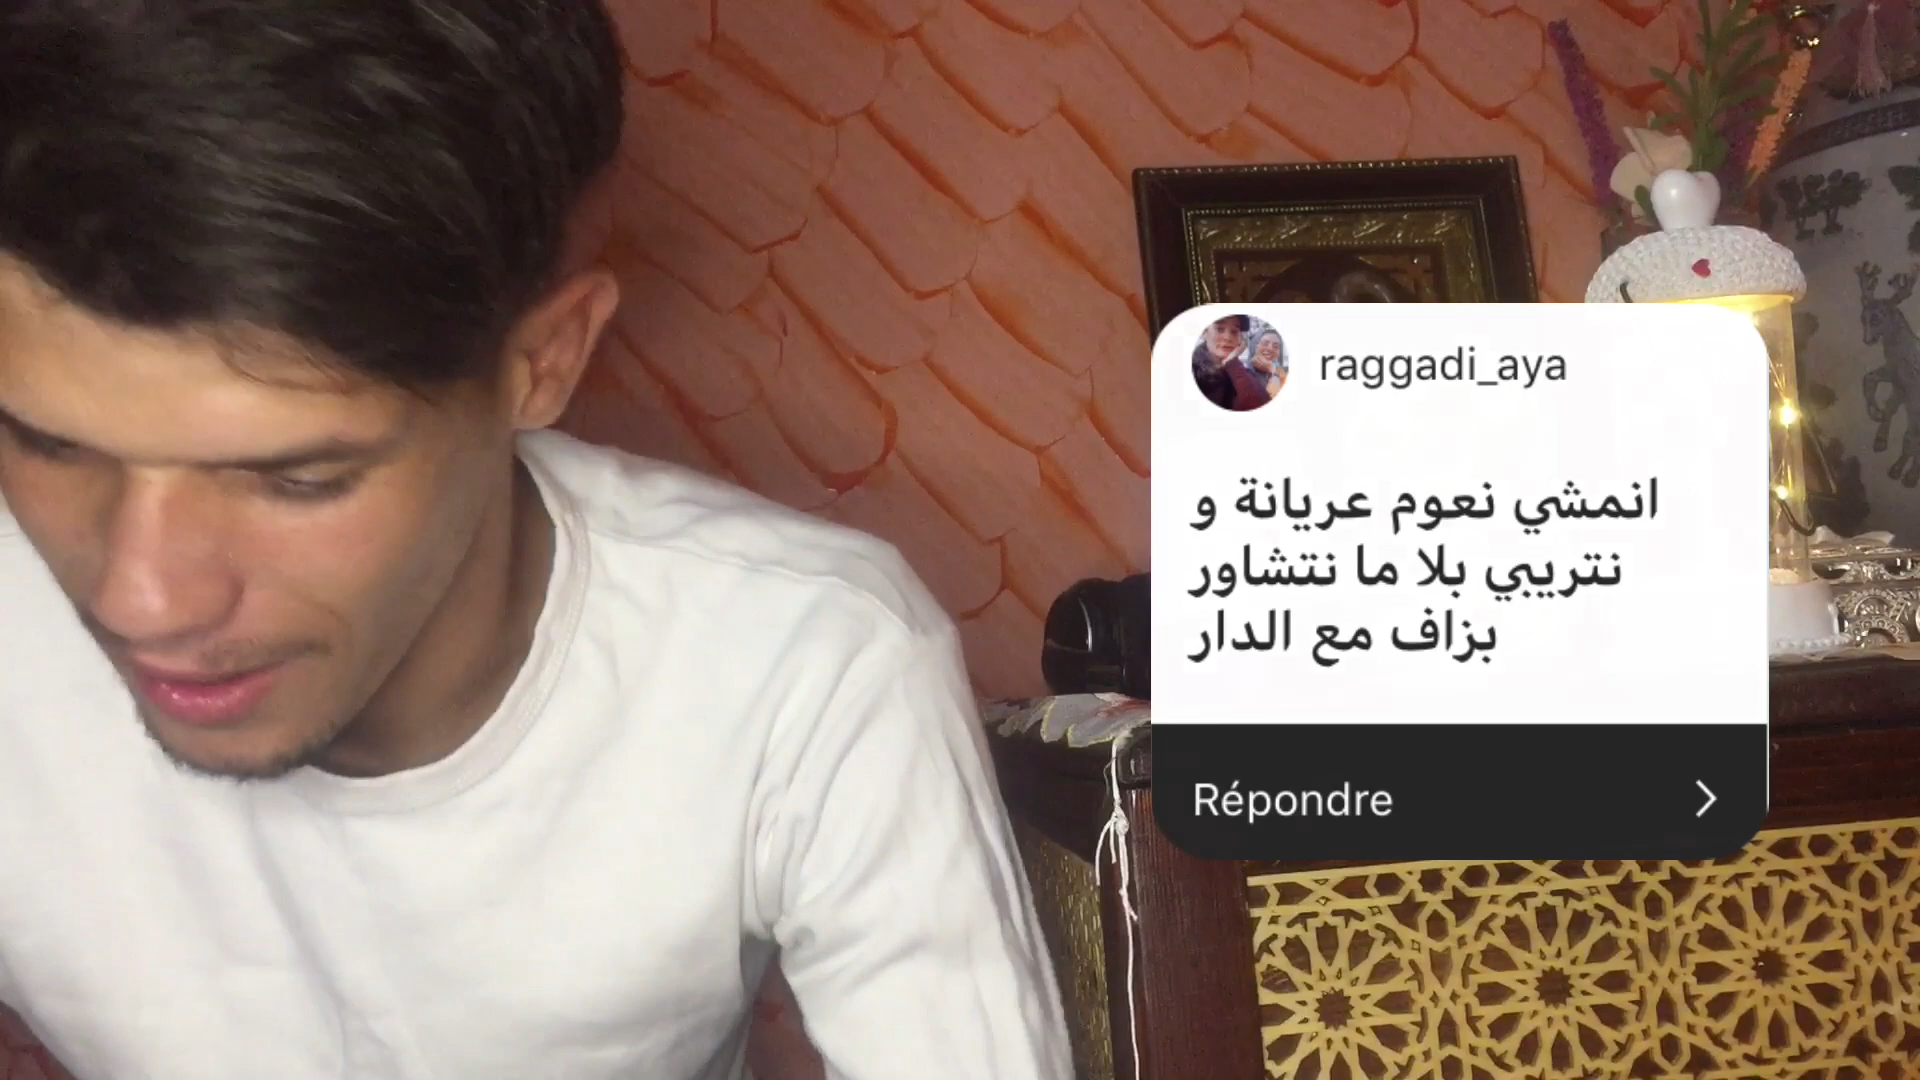 raggadi_aya
انمشي نعوم عريانة و
نتريبي بلا ما نتشاور
بزاف مع الدار
Répondre